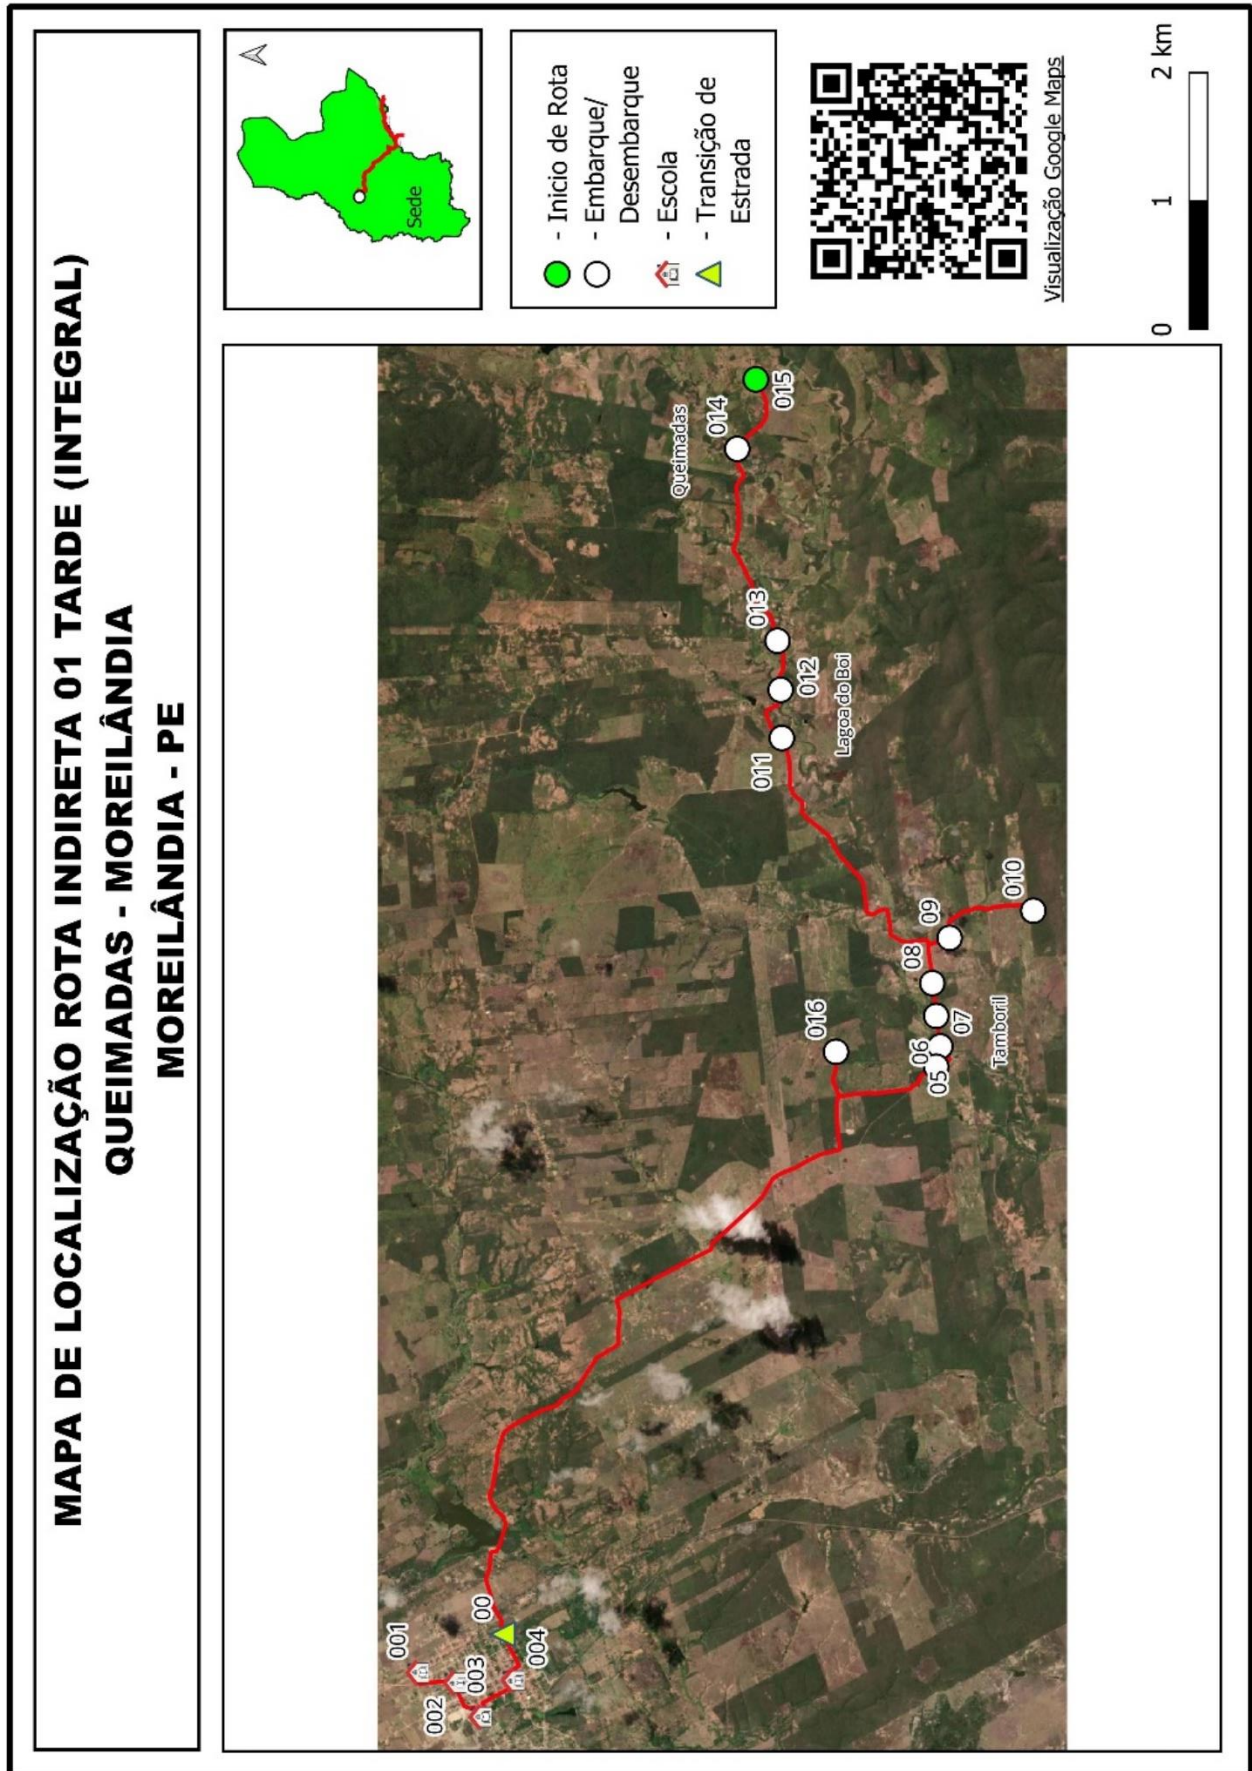 MAPA DE LOCALIZAÇÃO ROTA INDIRETA 01 TARDE (INTEGRAL)
QUEIMADAS - MOREILÂNDIA
MOREILÂNDIA - PE
Sede
- Inicio de Rota
- Embarque/
Desembarque
- Escola
- Transição de
Estrada
Visualização Google Maps
0 1 2 km
001
002
003
004
00
016
05
06
07
08
09
010
Tamboril
011
012
013
Lagoa do Boi
014
015
Queimadas